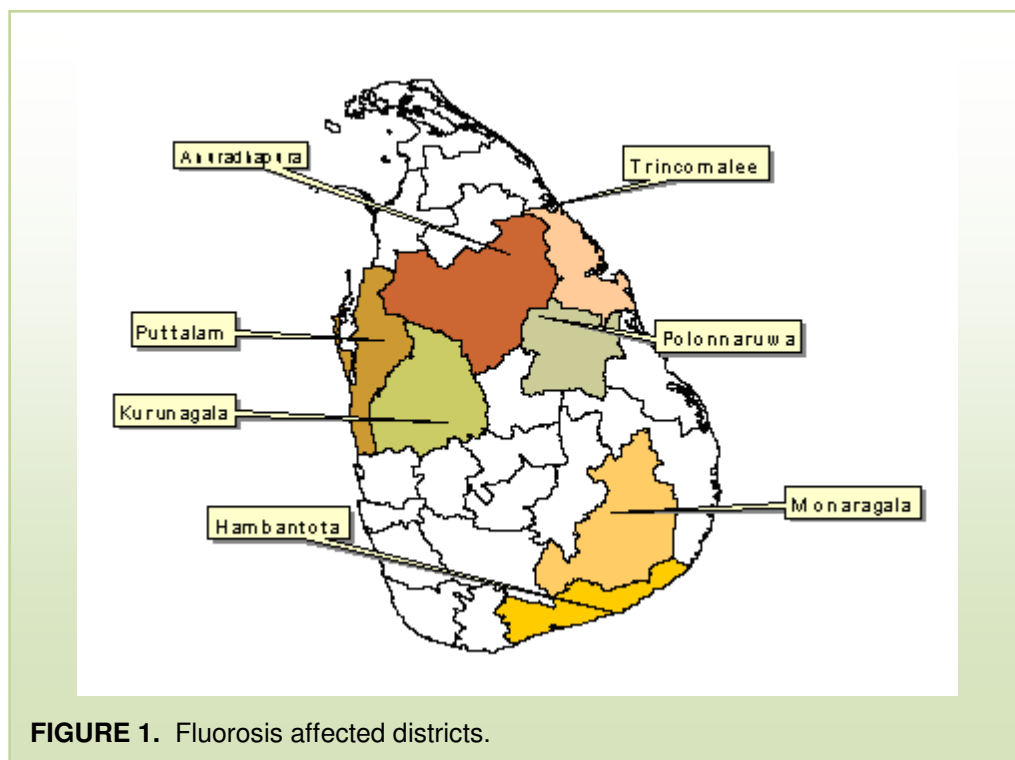 Anuradhapura
Trincomalee
Puttalam
Polonnaruwa
Kurunagala
Monaragala
Hambantota
FIGURE 1. Fluorosis affected districts.